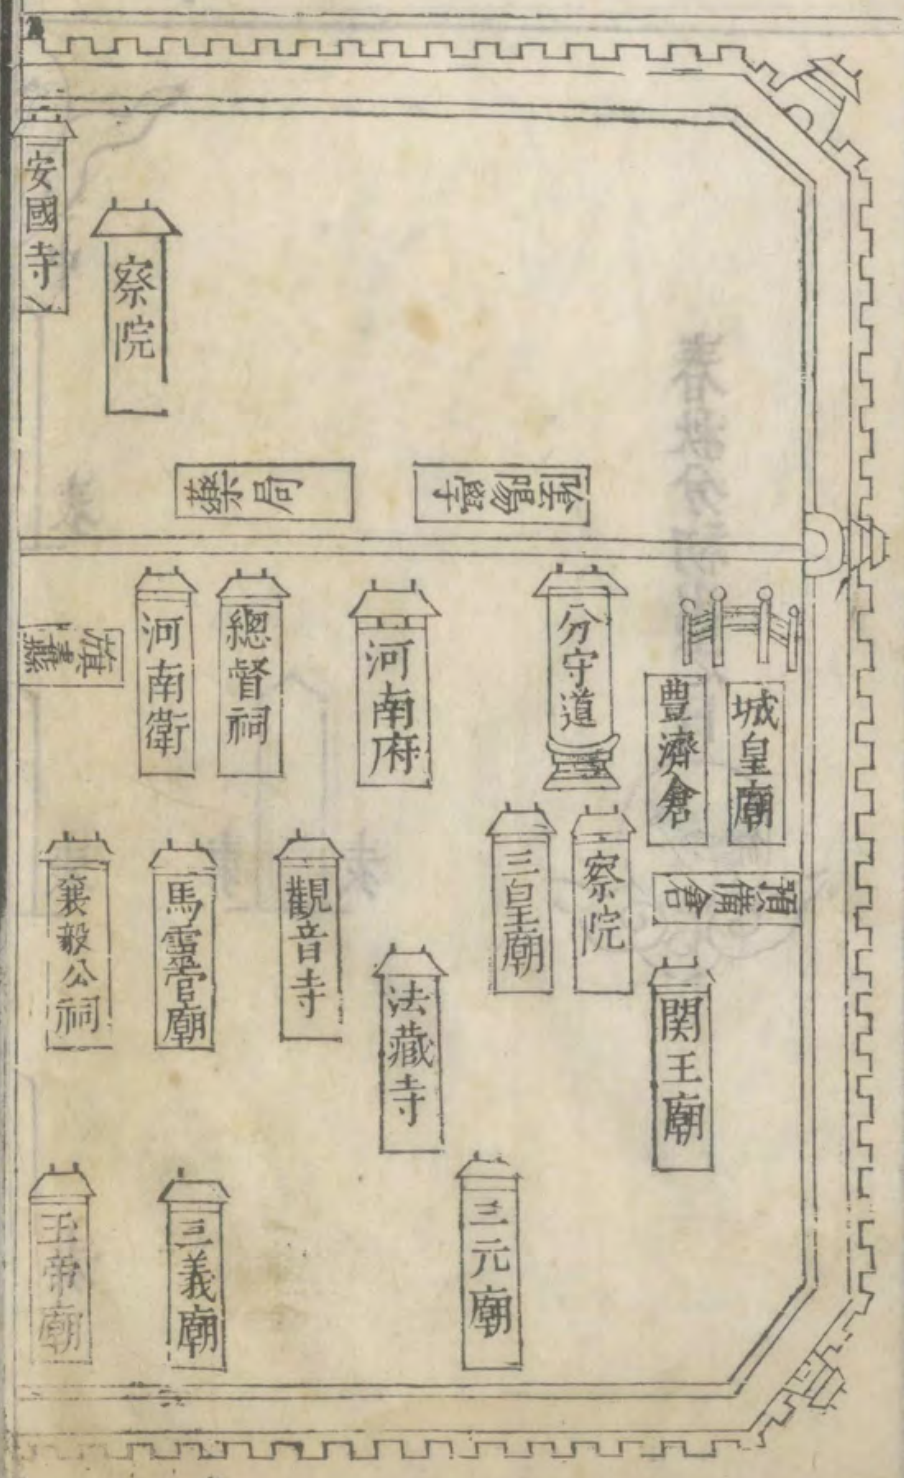 安國寺
察院
陰陽學
藥局
城皇廟
豊濟倉
分守道
河南府
總督祠
河南衛
旗纛
預備倉
察院
三皇廟
觀音寺
馬靈官廟
襄毅公祠
関王廟
法藏寺
三元廟
三義廟
玉帝廟